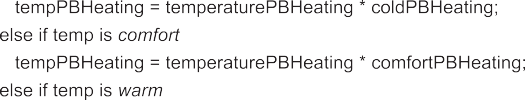 tempPBHeating = temperaturePBHeating * coldPBHeating;
else if temp is comfort
tempPBHeating = temperaturePBHeating * comfortPBHeating;
else if temp is warm